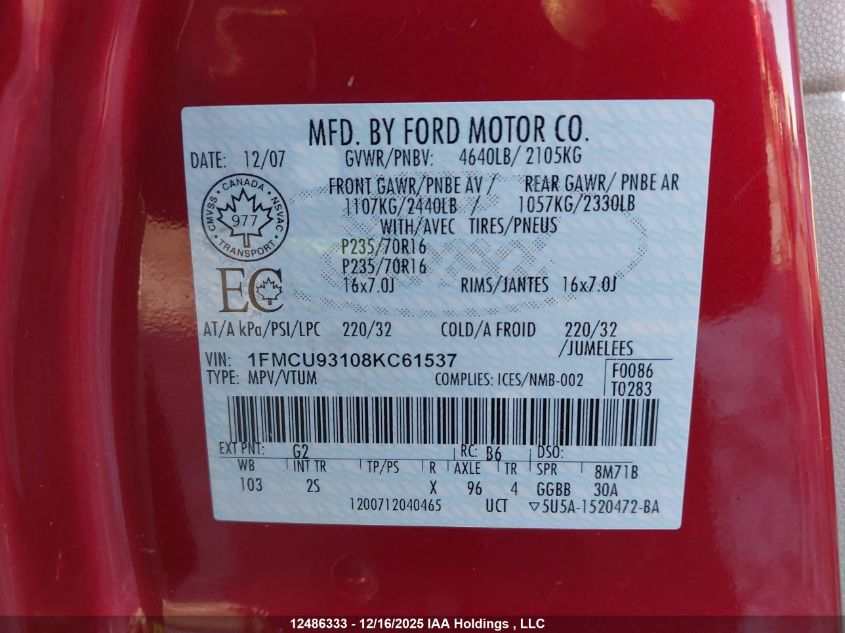 MFD. BY FORD MOTOR CO.
DATE: 12/07 GVWR/PNBV: 4640LB/ 2105KG
FRONT GAWR/PNBE AV / REAR GAWR/ PNBE AR
1107KG/2440LB / 1057KG/2330LB
WITH/AVEC TIRES/PNEUS
CANADA
CMVSS 977 NSVAC
TRANSPORT
P235/70R16
P235/70R16
EC
16x7.0J RIMS/JANTES 16x7.0J
AT/A kPa/PSI/LPC 220/32 COLD/A FROID 220/32
/JUMELEES
VIN: 1FMCU93108KC61537 F0086
TYPE: MPV/VTUM COMPLIES: ICES/NMB-002 T0283
EXT PNT: G2 RC: B6 DSO:
WB INT TR TP/PS R AXLE TR SPR 8M71B
103 2S X 96 4 GGBB 30A
1200712040465 UCT ▽5U5A-1520472-BA
12486333 - 12/16/2025 IAA Holdings , LLC